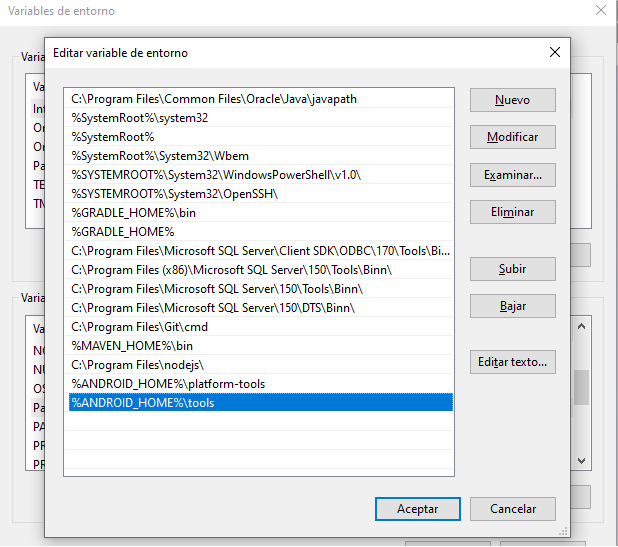 Variables de entorno
Editar variable de entorno
C:\Program Files\Common Files\Oracle\Java\javapath
%SystemRoot%\system32
%SystemRoot%
%SystemRoot%\System32\Wbem
%SYSTEMROOT%\System32\WindowsPowerShell\v1.0\
%SYSTEMROOT%\System32\OpenSSH\
%GRADLE_HOME%\bin
%GRADLE_HOME%
C:\Program Files\Microsoft SQL Server\Client SDK\ODBC\170\Tools\Bi...
C:\Program Files (x86)\Microsoft SQL Server\150\Tools\Binn\
C:\Program Files\Microsoft SQL Server\150\Tools\Binn\
C:\Program Files\Microsoft SQL Server\150\DTS\Binn\
C:\Program Files\Git\cmd
%MAVEN_HOME%\bin
C:\Program Files\nodejs\
%ANDROID_HOME%\platform-tools
%ANDROID_HOME%\tools
Nuevo
Modificar
Examinar...
Eliminar
Subir
Bajar
Editar texto...
Aceptar
Cancelar
Varia
Va
Int
Or
Or
Pa
TE
TN
Varia
Va
NO
NU
OS
Pa
PA
PR
PR